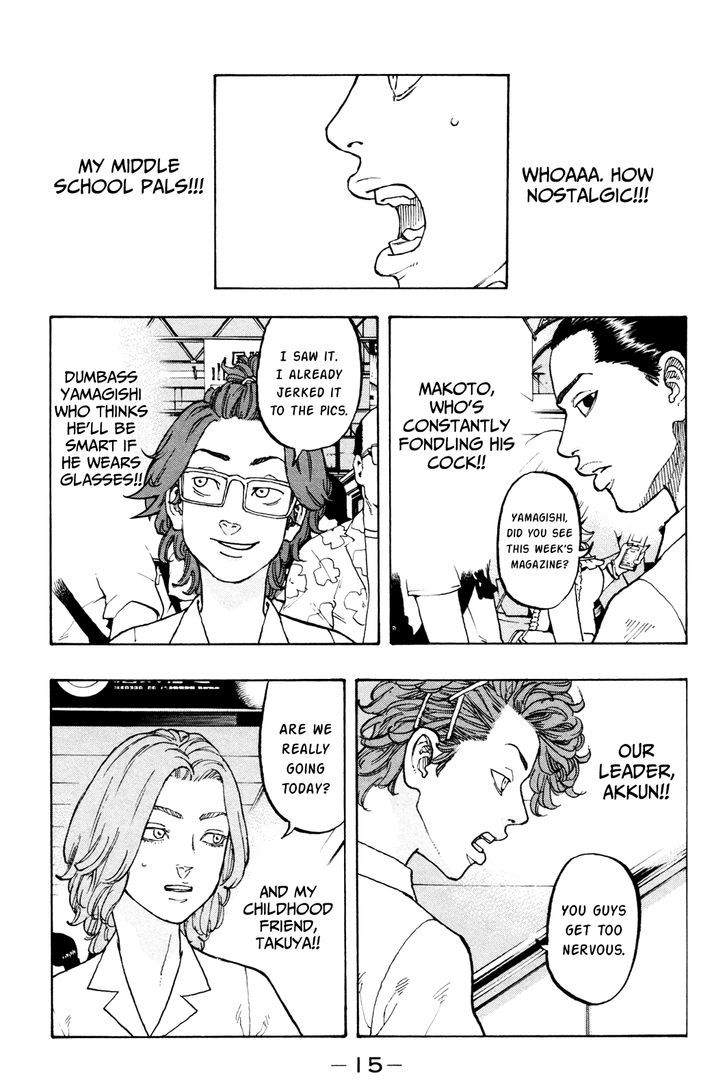 WHOAAA. HOW
NOSTALGIC!!!
MY MIDDLE
SCHOOL PALS!!!
MAKOTO,
WHO'S
CONSTANTLY
FONDLING HIS
COCK!!
YAMAGISHI,
DID YOU SEE
THIS WEEK'S
MAGAZINE?
I SAW IT.
I ALREADY
JERKED IT
TO THE PICS.
DUMBASS
YAMAGISHI
WHO THINKS
HE'LL BE
SMART IF
HE WEARS
GLASSES!!
OUR
LEADER,
AKKUN!!
YOU GUYS
GET TOO
NERVOUS.
ARE WE
REALLY
GOING
TODAY?
AND MY
CHILDHOOD
FRIEND,
TAKUYA!!
—15—